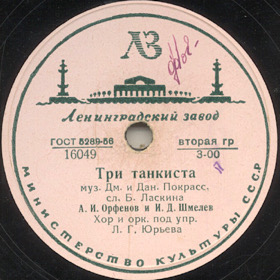 ЛЗ
Ленинградский завод
ГОСТ 5289-56
вторая гр
16049
3-00
Три танкиста
муз. Дм. и Дан. Покрасс.
сл. Б. Ласкина
А. И. Орфенов и И. Д. Шмелев
Хор и орк. под упр.
Л. Г. Юрьева
МИНИСТЕРСТВО КУЛЬТУРЫ СССР